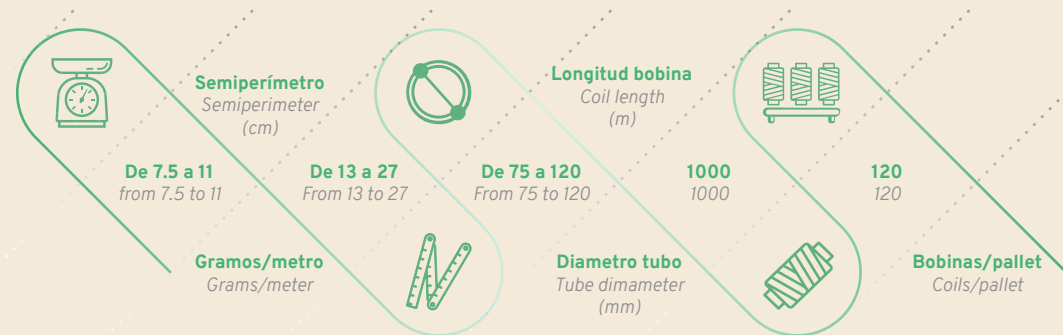 Semiperímetro
Semiperimeter
(cm)
Longitud bobina
Coil length
(m)
De 7.5 a 11
from 7.5 to 11
De 13 a 27
From 13 to 27
De 75 a 120
From 75 to 120
1000
1000
120
120
Gramos/metro
Grams/meter
Diametro tubo
Tube dimameter
(mm)
Bobinas/pallet
Coils/pallet